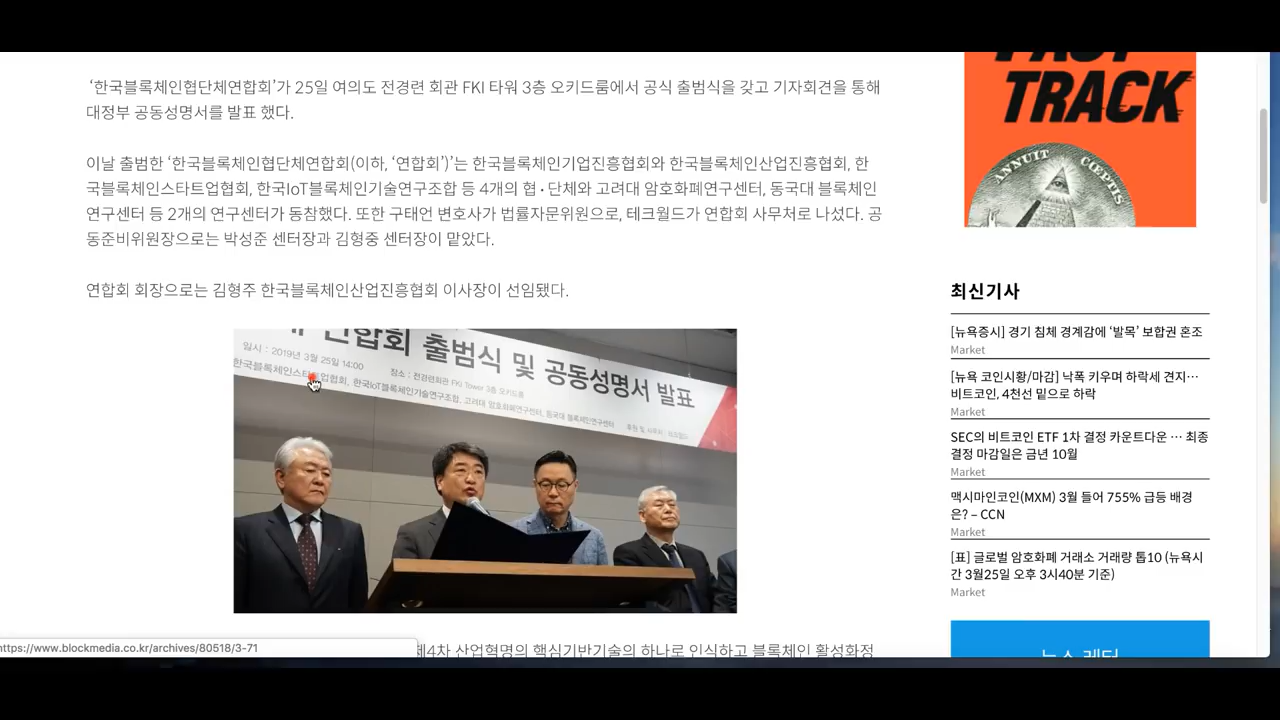 FAST
TRACK
ANNUIT CŒPTIS
'한국블록체인협단체연합회'가 25일 여의도 전경련 회관 FKI 타워 3층 오키드룸에서 공식 출범식을 갖고 기자회견을 통해
대정부 공동성명서를 발표 했다.
이날 출범한 '한국블록체인협단체연합회(이하, '연합회')'는 한국블록체인기업진흥협회와 한국블록체인산업진흥협회, 한
국블록체인스타트업협회, 한국IoT블록체인기술연구조합 등 4개의 협·단체와 고려대 암호화폐연구센터, 동국대 블록체인
연구센터 등 2개의 연구센터가 동참했다. 또한 구태언 변호사가 법률자문위원으로, 테크월드가 연합회 사무처로 나섰다. 공
동준비위원장으로는 박성준 센터장과 김형중 센터장이 맡았다.
연합회 회장으로는 김형주 한국블록체인산업진흥협회 이사장이 선임됐다.
연합회 출범식 및 공동성명서 발표
일시 : 2019년 3월 25일 14:00
장소 : 전경련회관 FKI Tower 3층 오키드룸
한국블록체인스타트업협회, 한국IoT블록체인기술연구조합, 고려대 암호화폐연구센터, 동국대 블록체인연구센터
제4차 산업혁명의 핵심기반기술의 하나로 인식하고 블록체인 활성화정
https://www.blockmedia.co.kr/archives/80518/3-71
최신기사
[뉴욕증시] 경기 침체 경계감에 '발목' 보합권 혼조
Market
[뉴욕 코인시황/마감] 낙폭 키우며 하락세 견지…
비트코인, 4천선 밑으로 하락
Market
SEC의 비트코인 ETF 1차 결정 카운트다운 … 최종
결정 마감일은 금년 10월
Market
맥시마인코인(MXM) 3월 들어 755% 급등 배경
은? – CCN
Market
[표] 글로벌 암호화폐 거래소 거래량 톱10 (뉴욕시
간 3월25일 오후 3시40분 기준)
Market
뉴스 레터